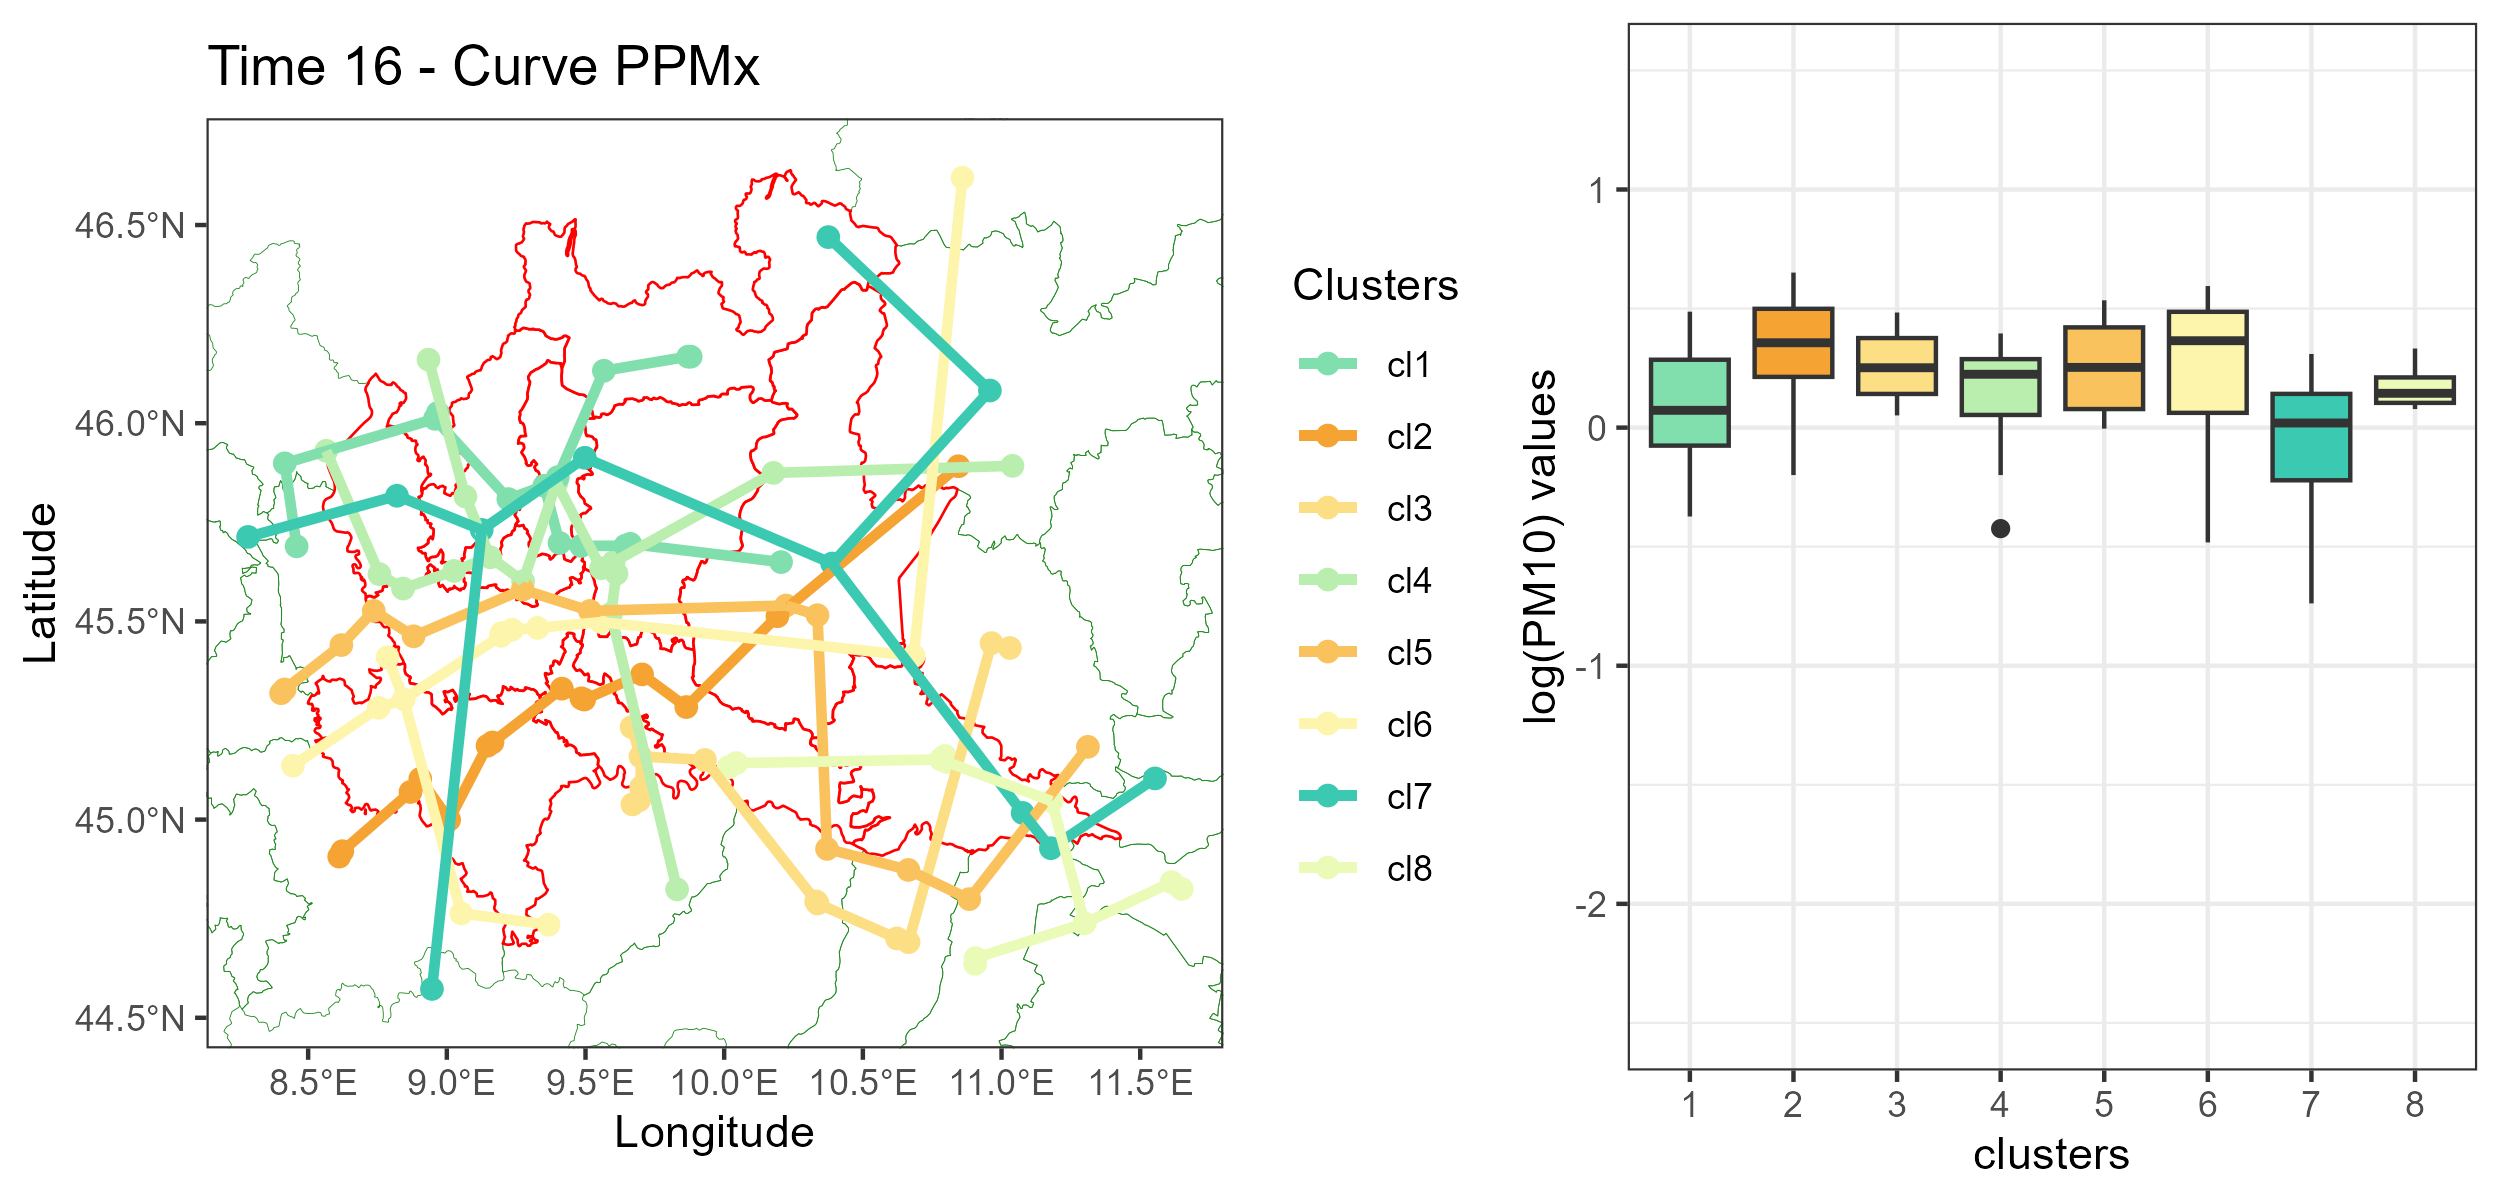 Time 16 - Curve PPMx
46.5°N
46.0°N
45.5°N
45.0°N
44.5°N
Latitude
8.5°E 9.0°E 9.5°E 10.0°E 10.5°E 11.0°E 11.5°E
Longitude
Clusters
cl1
cl2
cl3
cl4
cl5
cl6
cl7
cl8
log(PM10) values
1
0
-1
-2
1 2 3 4 5 6 7 8
clusters